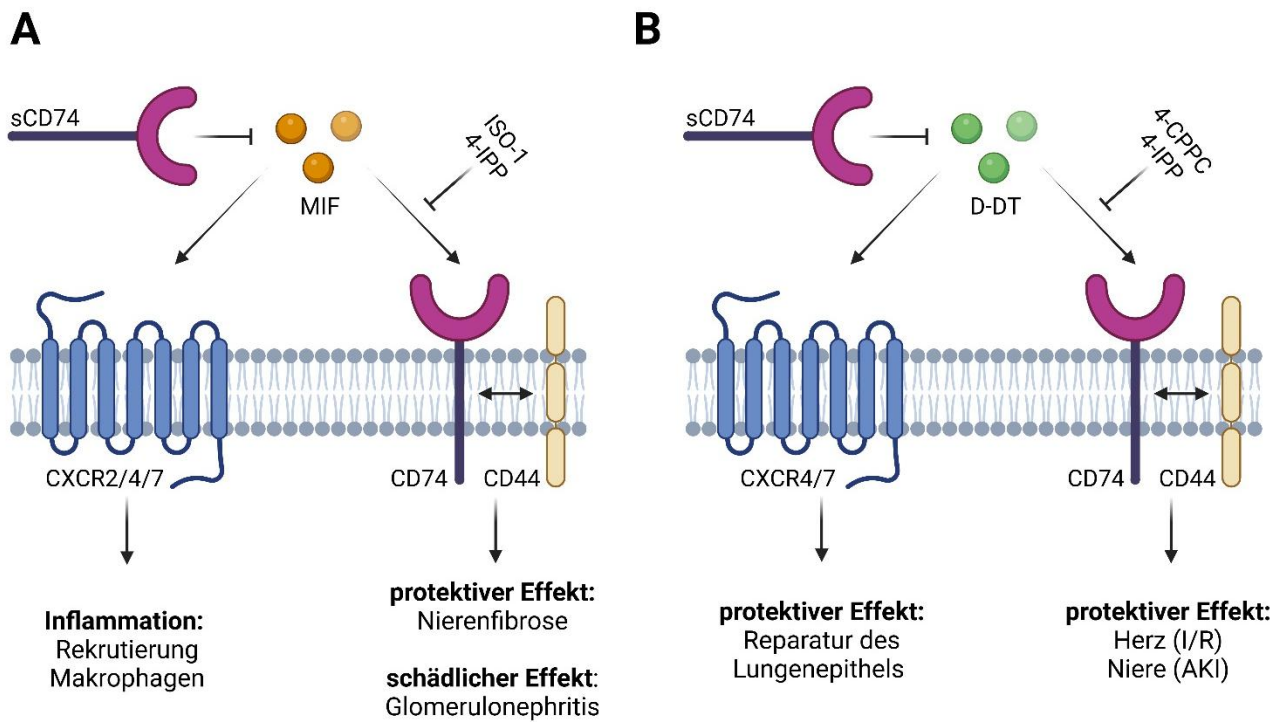 A
sCD74
MIF
ISO-1
4-IPP
CXCR2/4/7
CD74
CD44
Inflammation:
Rekrutierung
Makrophagen
protektiver Effekt:
Nierenfibrose
schädlicher Effekt:
Glomerulonephritis
B
sCD74
D-DT
4-CPPC
4-IPP
CXCR4/7
CD74
CD44
protektiver Effekt:
Reparatur des
Lungenepithels
protektiver Effekt:
Herz (I/R)
Niere (AKI)